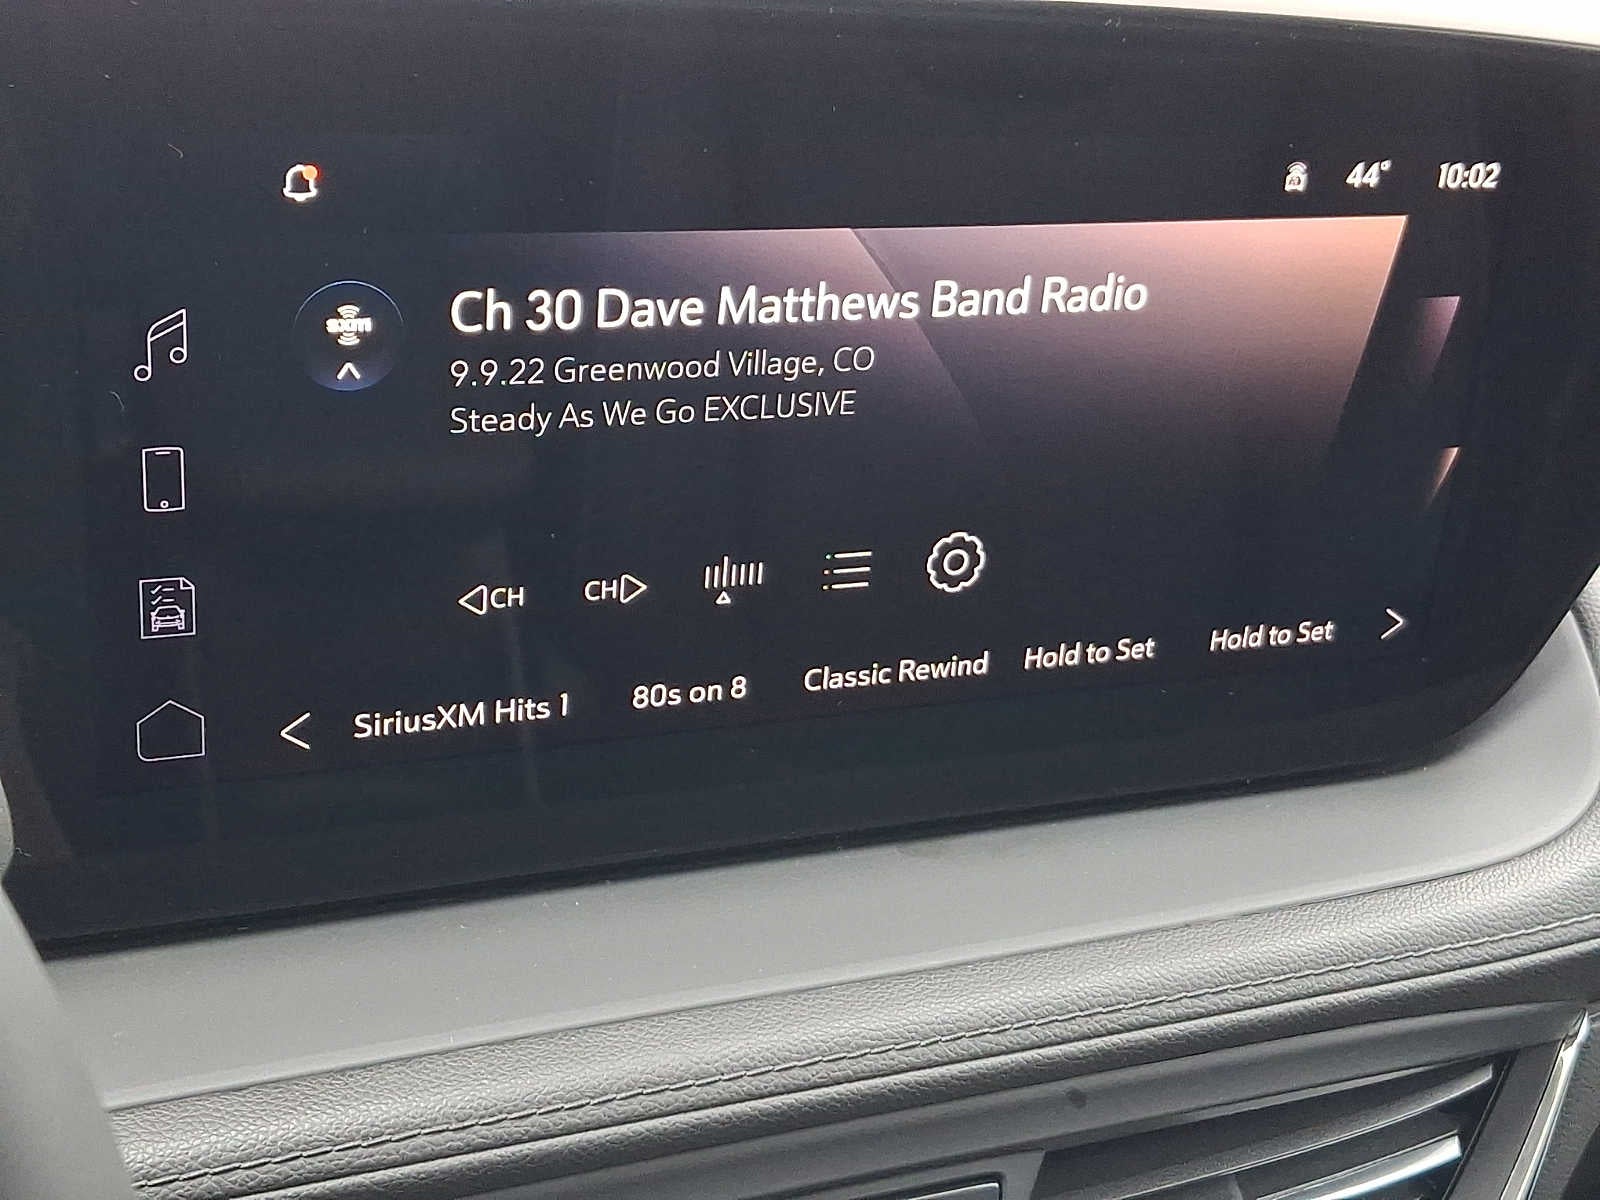 44° 10:02
sxm
Ch 30 Dave Matthews Band Radio
9.9.22 Greenwood Village, CO
Steady As We Go EXCLUSIVE
CH CH
SiriusXM Hits 1 80s on 8 Classic Rewind Hold to Set Hold to Set